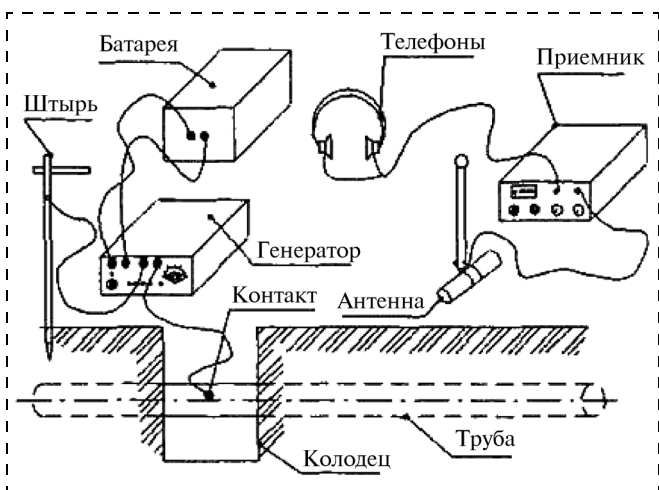 Батарея
Телефоны
Приемник
Штырь
Генератор
Контакт
Антенна
Труба
Колодец